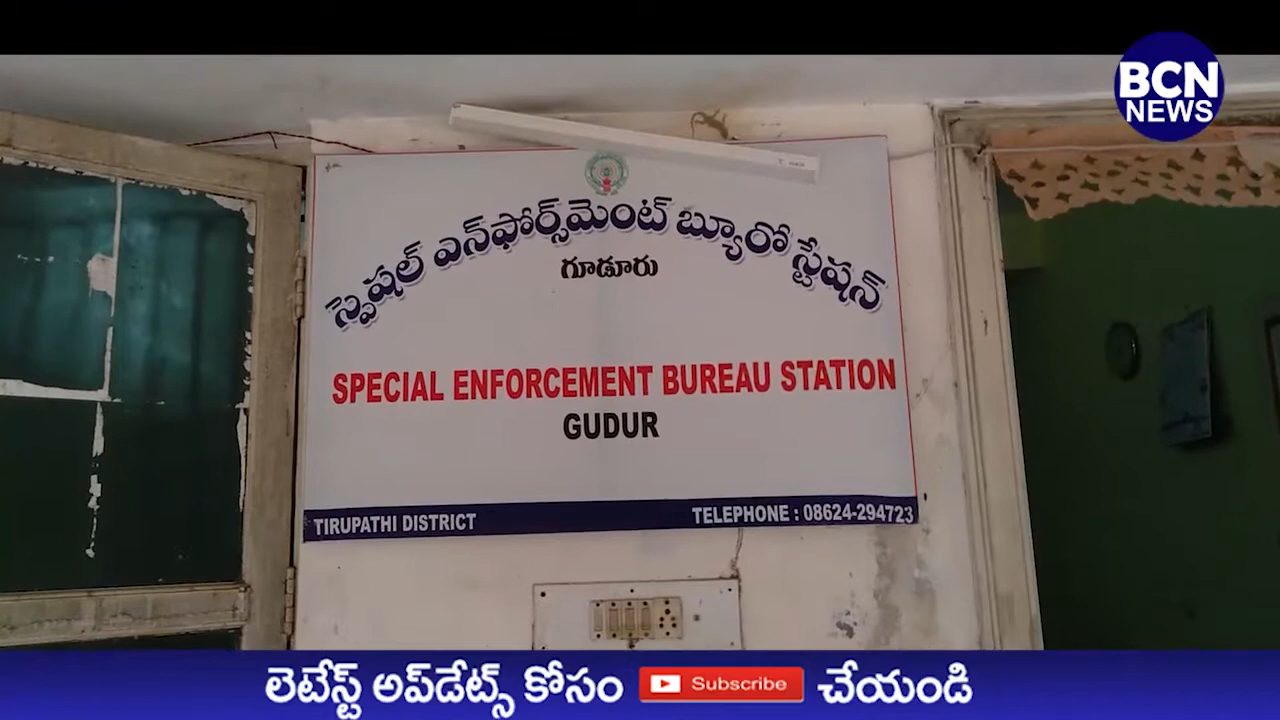 BCN
NEWS
స్పెషల్ ఎన్‌ఫోర్స్‌మెంట్ బ్యూరో స్టేషన్
గూడూరు
SPECIAL ENFORCEMENT BUREAU STATION
GUDUR
TIRUPATHI DISTRICT
TELEPHONE : 08624-294723
లెటేస్ట్ అప్‌డేట్స్ కోసం Subscribe చేయండి